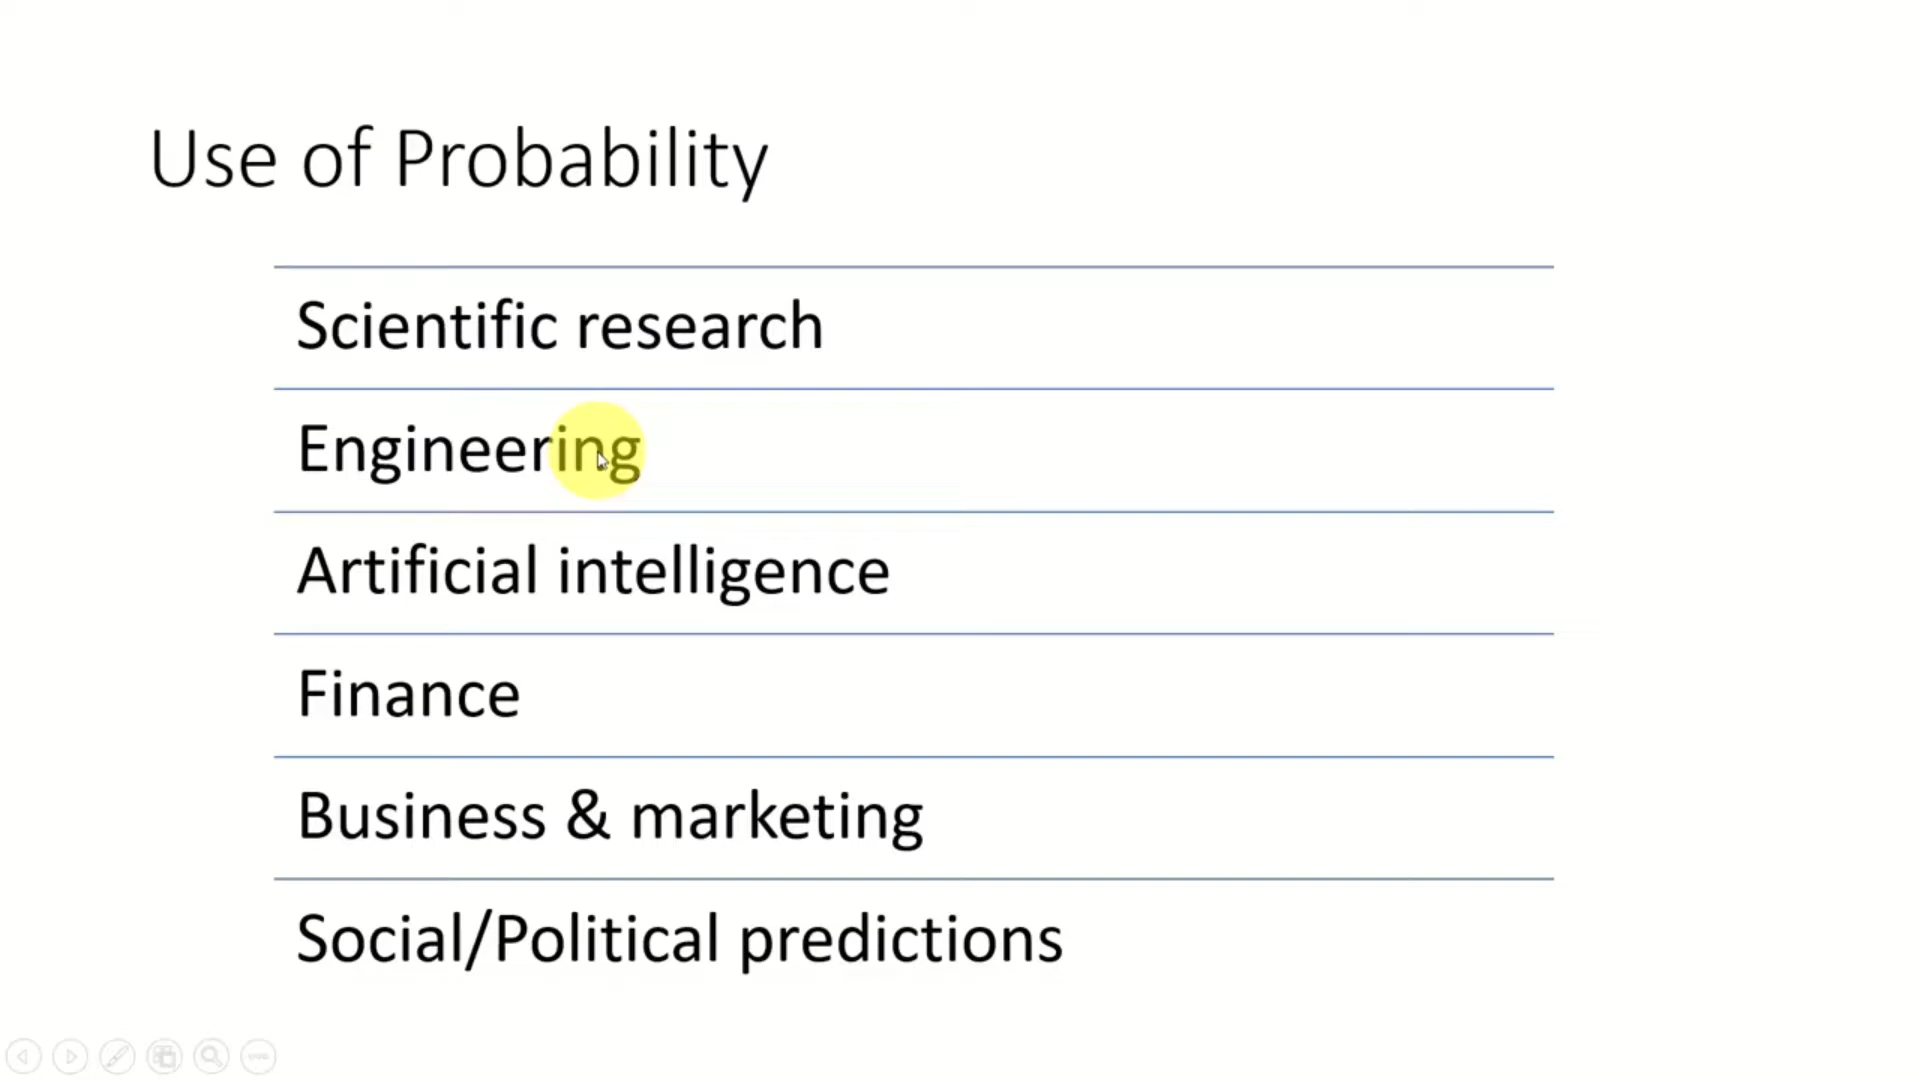 Use of Probability
Scientific research
Engineering
Artificial intelligence
Finance
Business & marketing
Social/Political predictions